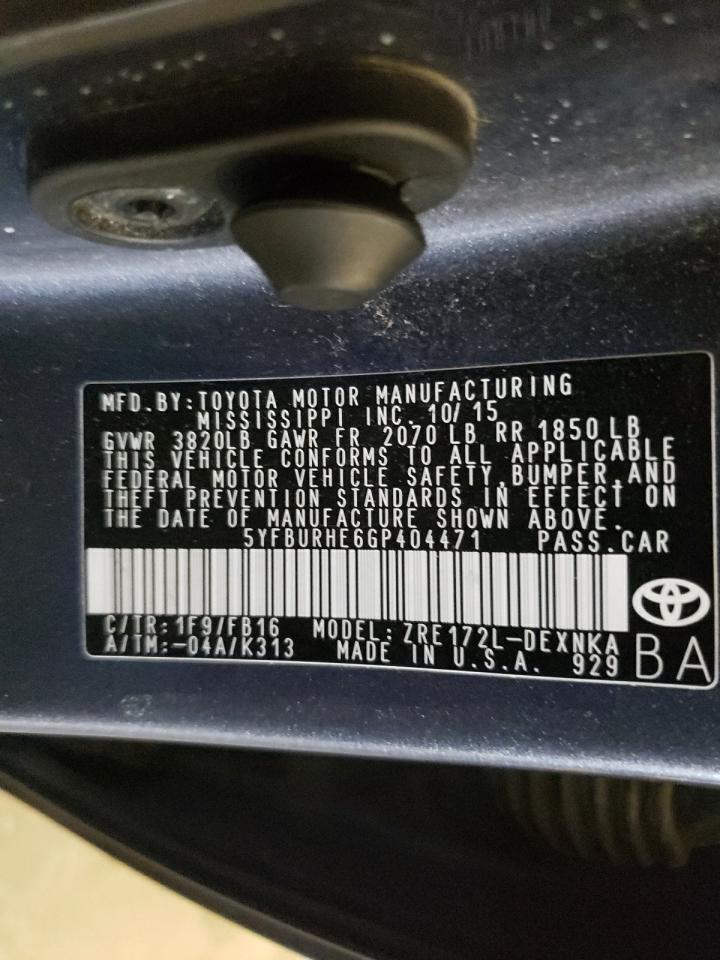 MFD.BY:TOYOTA MOTOR MANUFACTURING
MISSISSIPPI INC. 10/15
GVWR 3820LB GAWR FR 2070 LB RR 1850 LB
THIS VEHICLE CONFORMS TO ALL APPLICABLE
FEDERAL MOTOR VEHICLE SAFETY,BUMPER,AND
THEFT PREVENTION STANDARDS IN EFFECT ON
THE DATE OF MANUFACTURE SHOWN ABOVE.
5YFBURHE6GP404471 PASS.CAR
C/TR:1F9/FB16 MODEL:ZRE172L-DEXNKA
A/TM:-04A/K313 MADE IN U.S.A. 929 BA